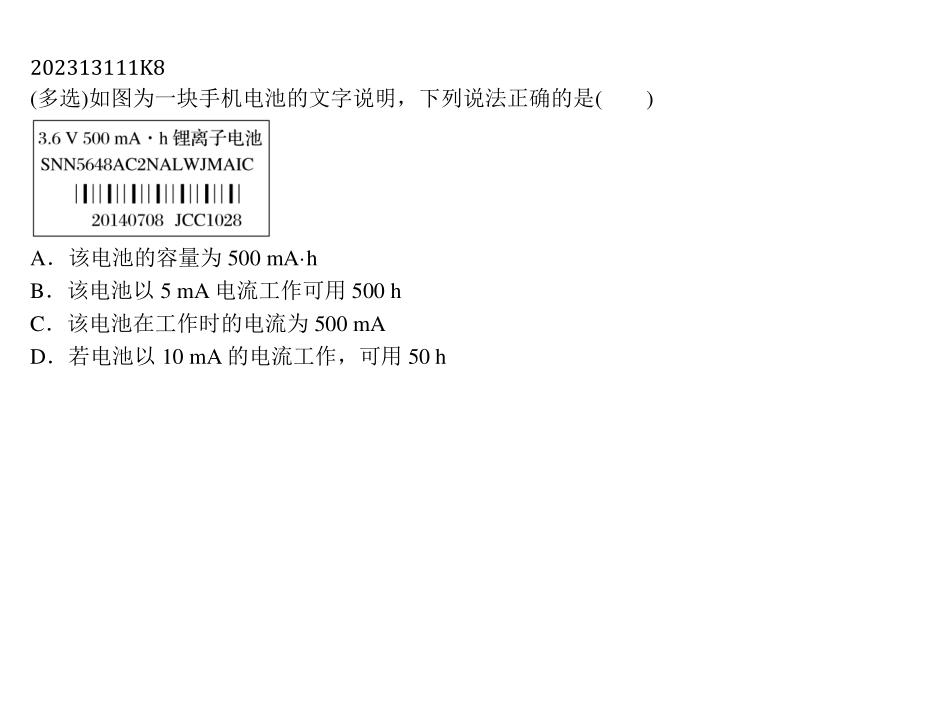 202313111K8
(多选)如图为一块手机电池的文字说明，下列说法正确的是(　　)
3.6 V 500 mA・h 锂离子电池
SNN5648AC2NALWJMAIC
20140708 JCC1028
A．该电池的容量为 500 mA·h
B．该电池以 5 mA 电流工作可用 500 h
C．该电池在工作时的电流为 500 mA
D．若电池以 10 mA 的电流工作，可用 50 h